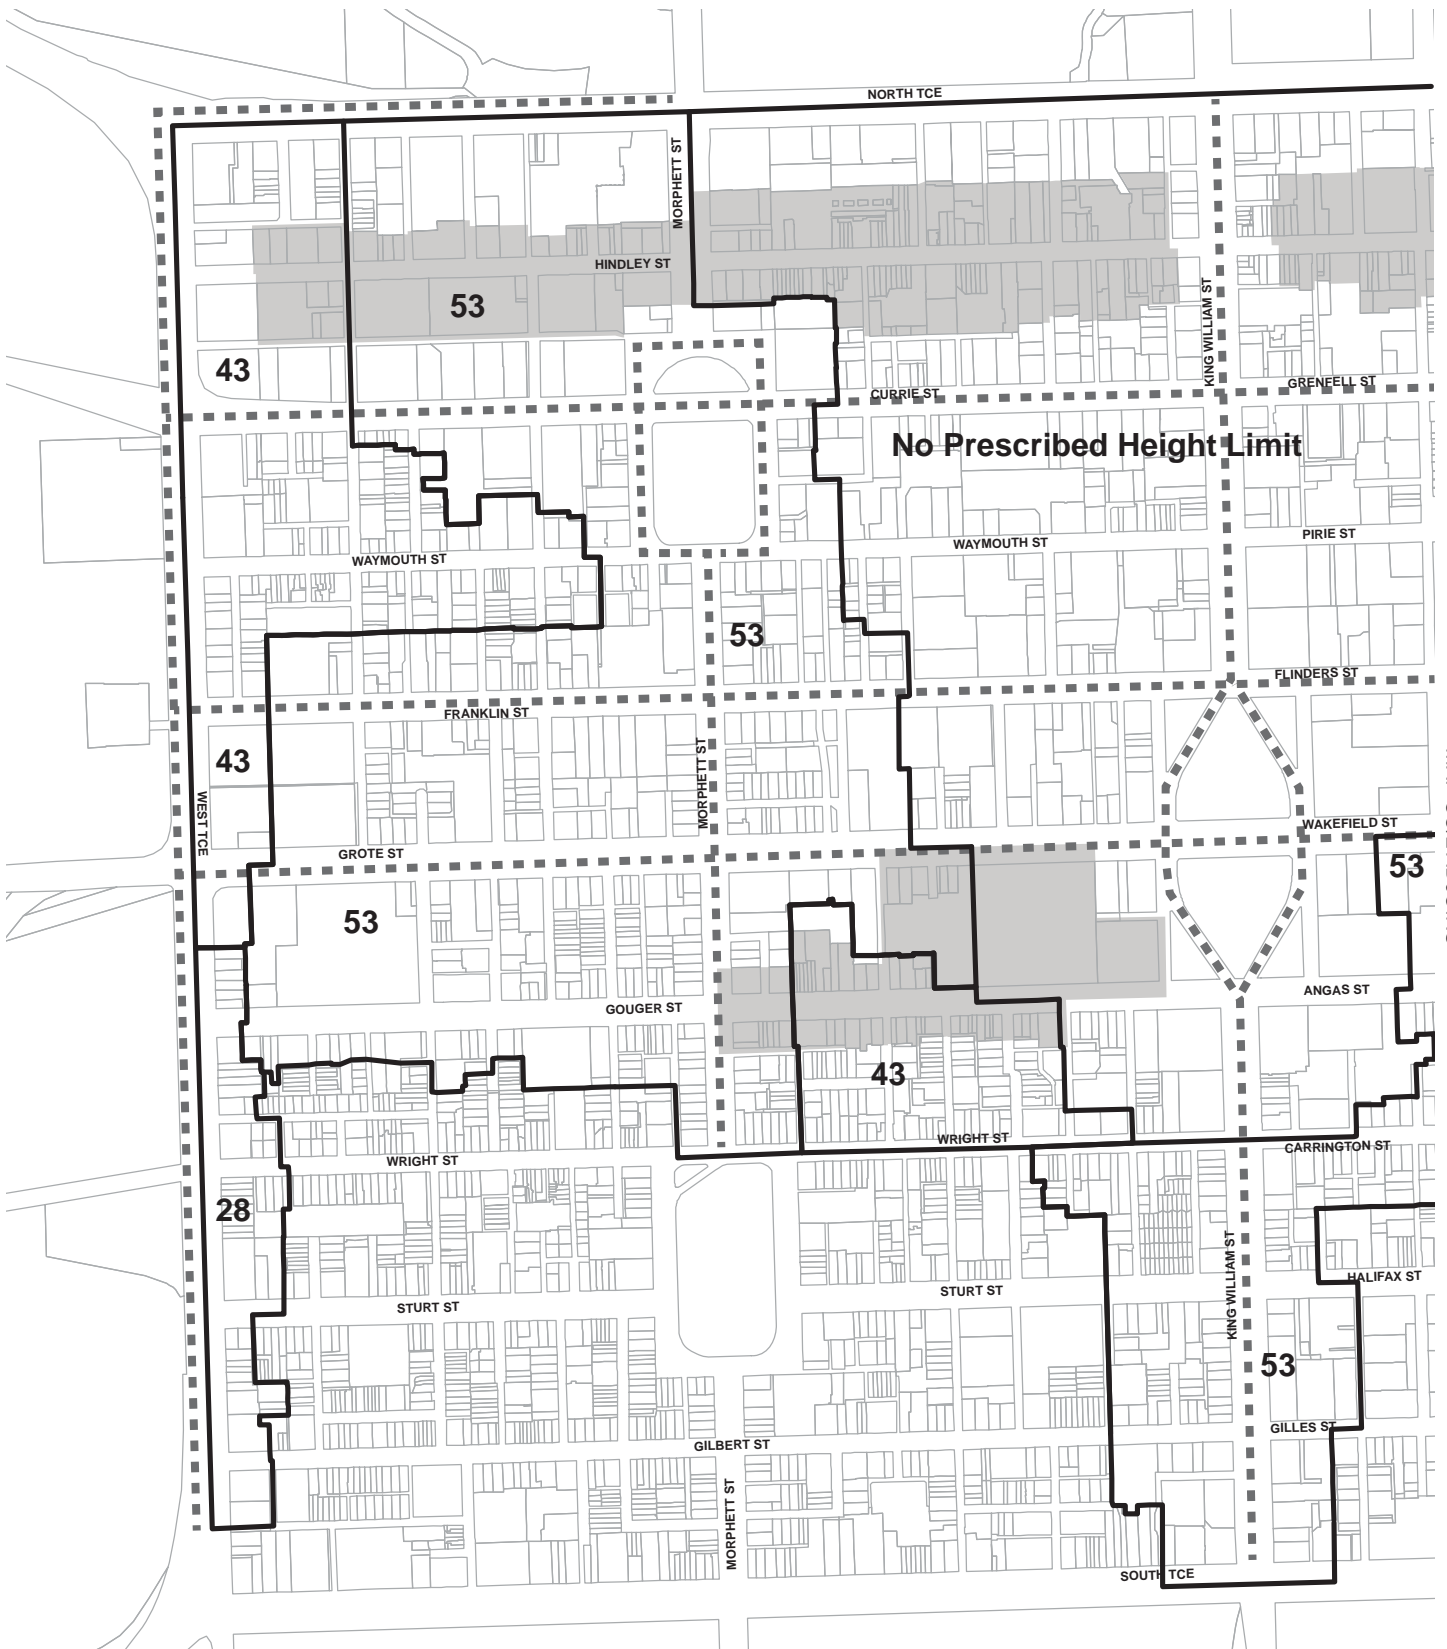 NORTH TCE
MORPHETT ST
HINDLEY ST
53
KING WILLIAM ST
43
CURRIE ST
GRENFELL ST
No Prescribed Height Limit
WAYMOUTH ST
WAYMOUTH ST
PIRIE ST
53
FLINDERS ST
FRANKLIN ST
43
MORPHETT ST
WEST TCE
WAKEFIELD ST
GROTE ST
53
53
ANGAS ST
GOUGER ST
43
WRIGHT ST
CARRINGTON ST
WRIGHT ST
28
KING WILLIAM ST
HALIFAX ST
STURT ST
STURT ST
53
GILLES ST
GILBERT ST
MORPHETT ST
SOUTH TCE